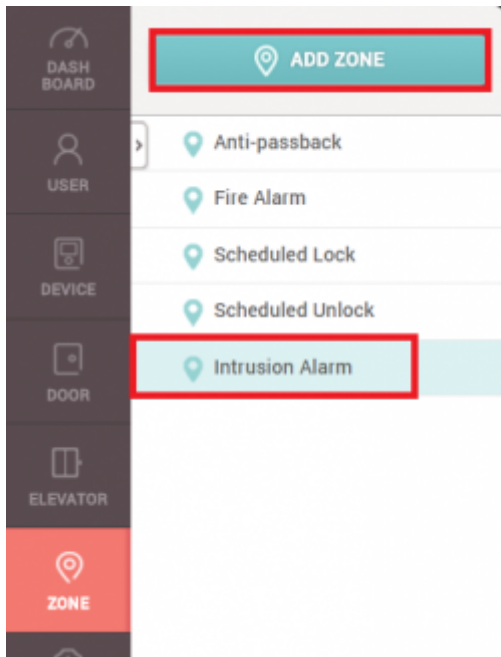 DASH
BOARD
USER
DEVICE
DOOR
ELEVATOR
ZONE
ADD ZONE
Anti-passback
Fire Alarm
Scheduled Lock
Scheduled Unlock
Intrusion Alarm